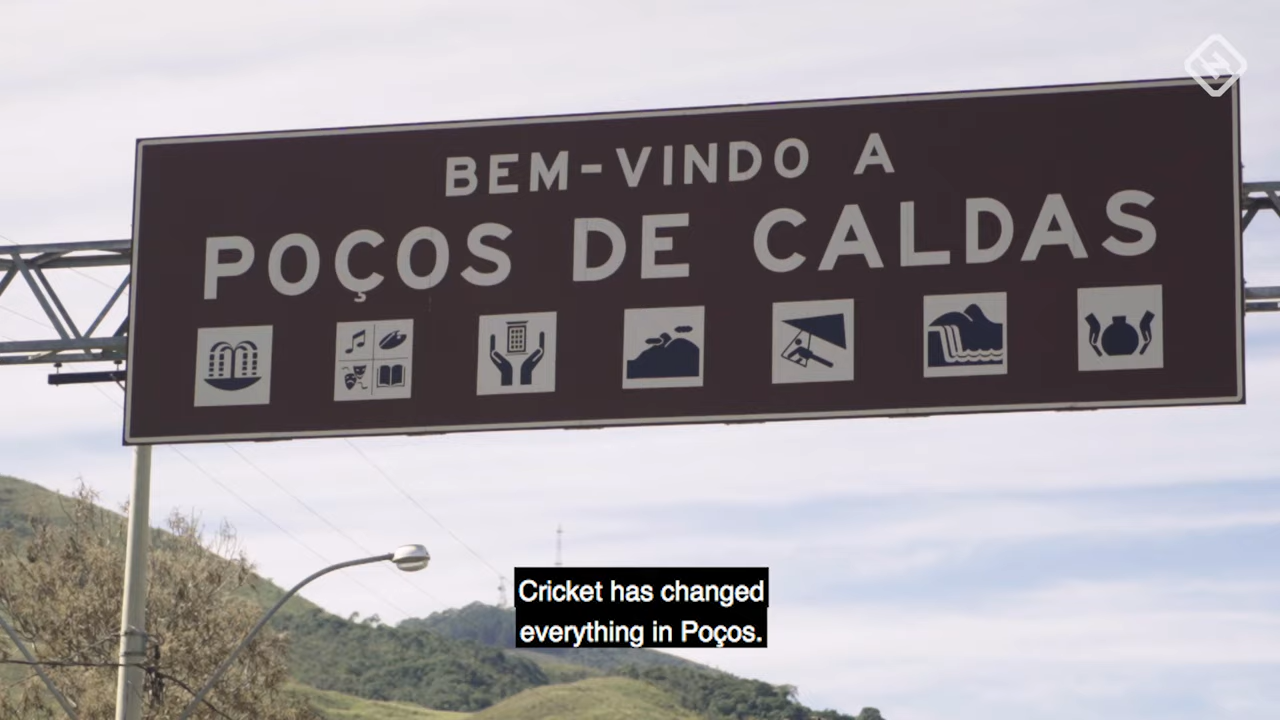 BEM-VINDO A
POÇOS DE CALDAS
Cricket has changed
everything in Poços.